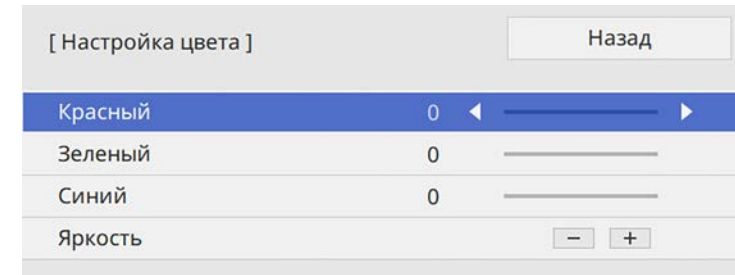 [ Настройка цвета ] Назад
Красный 0
Зеленый 0
Синий 0
Яркость − +